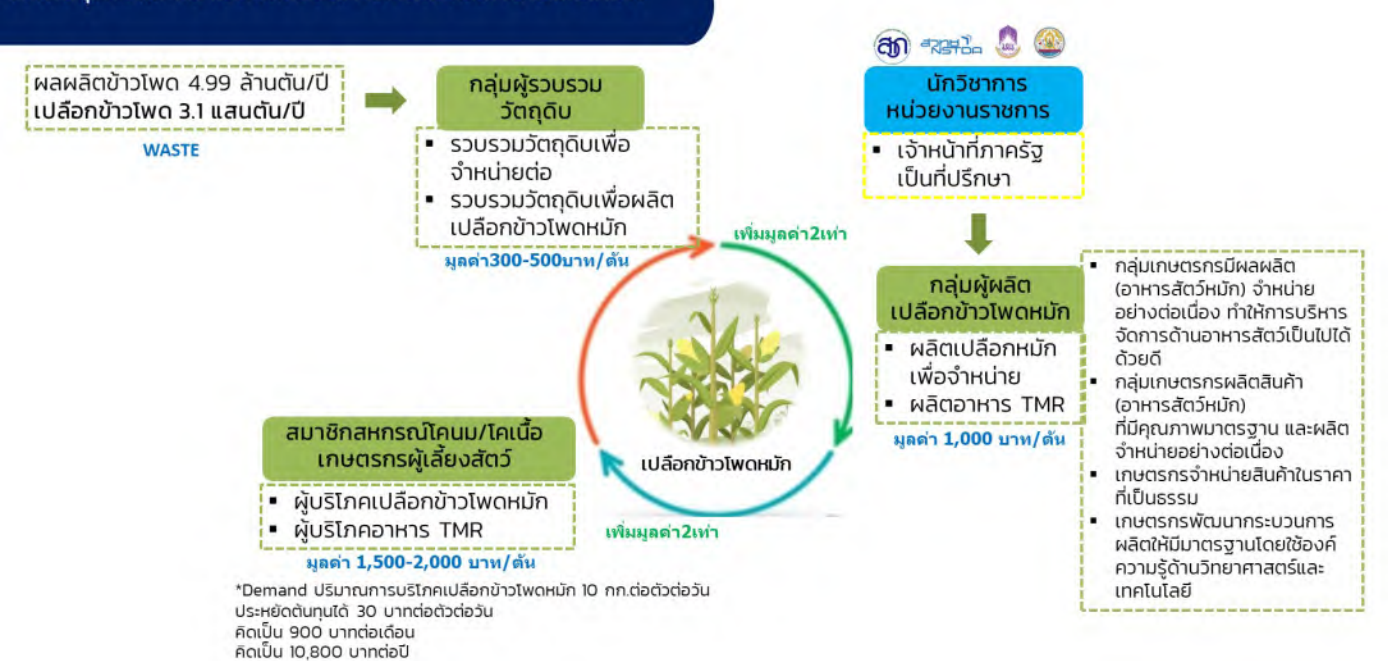 ผลผลิตข้าวโพด 4.99 ล้านตัน/ปี
เปลือกข้าวโพด 3.1 แสนตัน/ปี
WASTE
กลุ่มผู้รวบรวม
วัตถุดิบ
▪ รวบรวมวัตถุดิบเพื่อ
จำหน่ายต่อ
▪ รวบรวมวัตถุดิบเพื่อผลิต
เปลือกข้าวโพดหมัก
มูลค่า300-500บาท/ตัน
สวทช
NSTDA
นักวิชาการ
หน่วยงานราชการ
▪ เจ้าหน้าที่ภาครัฐ
เป็นที่ปรึกษา
เพิ่มมูลค่า2เท่า
กลุ่มผู้ผลิต
เปลือกข้าวโพดหมัก
▪ ผลิตเปลือกหมัก
เพื่อจำหน่าย
▪ ผลิตอาหาร TMR
มูลค่า 1,000 บาท/ตัน
▪ กลุ่มเกษตรกรมีผลผลิต
(อาหารสัตว์หมัก) จำหน่าย
อย่างต่อเนื่อง ทำให้การบริหาร
จัดการด้านอาหารสัตว์เป็นไปได้
ด้วยดี
▪ กลุ่มเกษตรกรผลิตสินค้า
(อาหารสัตว์หมัก)
ที่มีคุณภาพมาตรฐาน และผลิต
จำหน่ายอย่างต่อเนื่อง
▪ เกษตรกรจำหน่ายสินค้าในราคา
ที่เป็นธรรม
▪ เกษตรกรพัฒนากระบวนการ
ผลิตให้มีมาตรฐานโดยใช้องค์
ความรู้ด้านวิทยาศาสตร์และ
เทคโนโลยี
เปลือกข้าวโพดหมัก
สมาชิกสหกรณ์โคนม/โคเนื้อ
เกษตรกรผู้เลี้ยงสัตว์
▪ ผู้บริโภคเปลือกข้าวโพดหมัก
▪ ผู้บริโภคอาหาร TMR
เพิ่มมูลค่า2เท่า
มูลค่า 1,500-2,000 บาท/ตัน
*Demand ปริมาณการบริโภคเปลือกข้าวโพดหมัก 10 กก.ต่อตัวต่อวัน
ประหยัดต้นทุนได้ 30 บาทต่อตัวต่อวัน
คิดเป็น 900 บาทต่อเดือน
คิดเป็น 10,800 บาทต่อปี